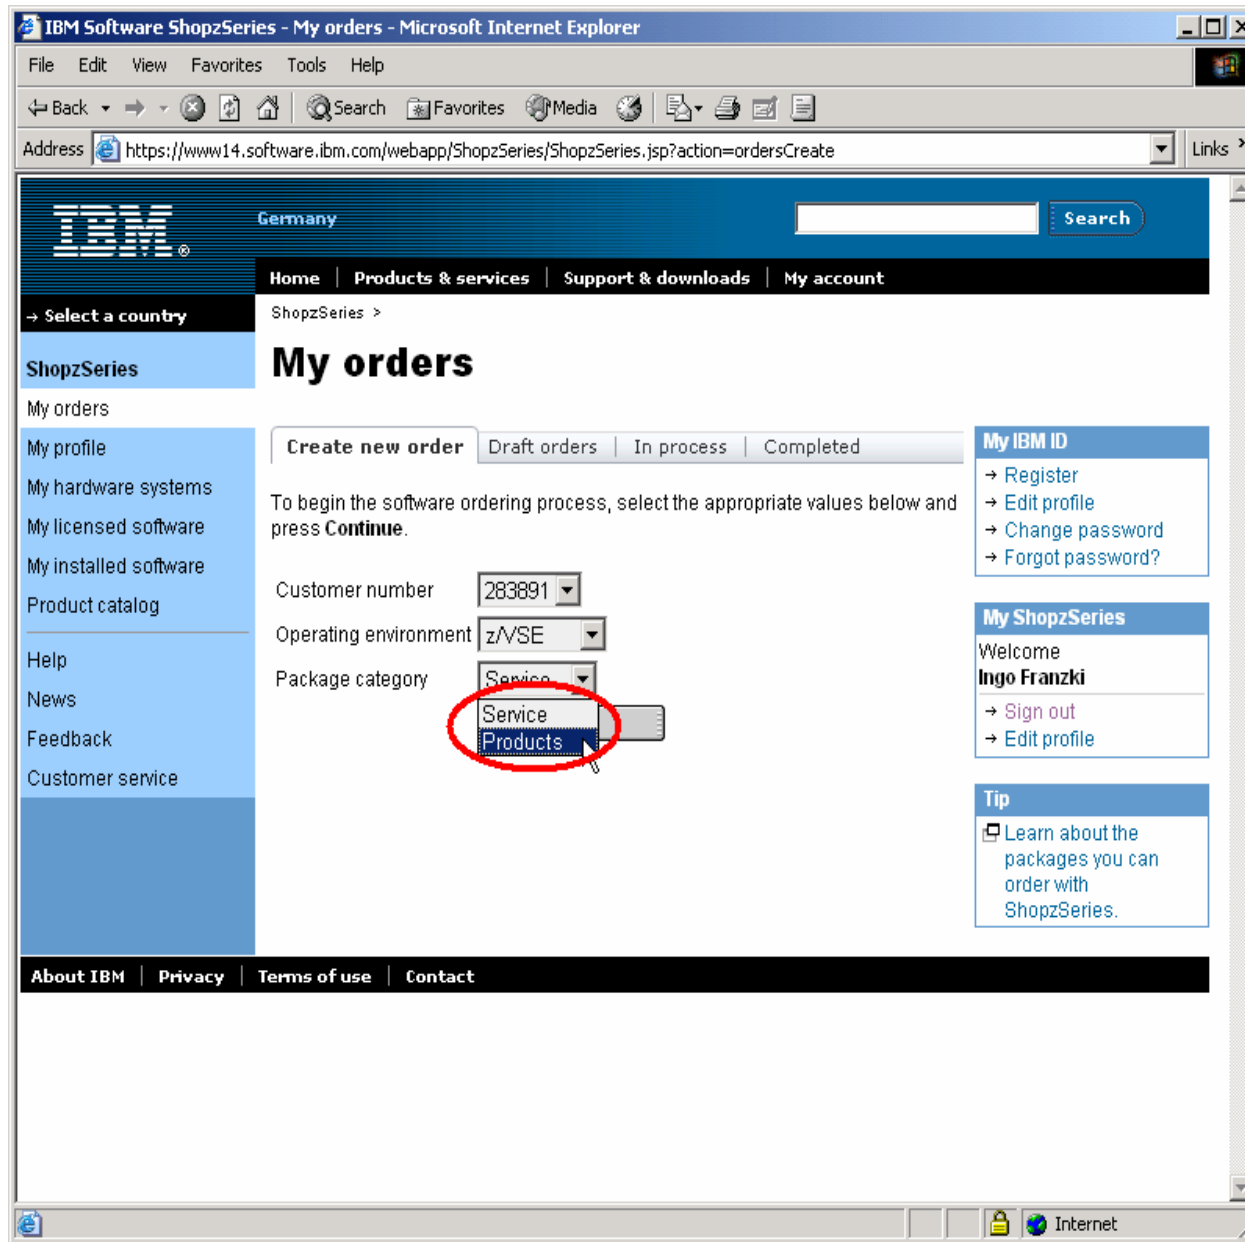 IBM Software ShopzSeries - My orders - Microsoft Internet Explorer
File Edit View Favorites Tools Help
Back Search Favorites Media
Address https://www14.software.ibm.com/webapp/ShopzSeries/ShopzSeries.jsp?action=ordersCreate Links
IBM®
Germany
Search
Home | Products & services | Support & downloads | My account
→ Select a country
ShopzSeries >
ShopzSeries
My orders
My profile
My hardware systems
My licensed software
My installed software
Product catalog
Help
News
Feedback
Customer service
My orders
Create new order | Draft orders | In process | Completed
To begin the software ordering process, select the appropriate values below and
press Continue.
Customer number 283891
Operating environment z/VSE
Package category Service
Service
Products
My IBM ID
→ Register
→ Edit profile
→ Change password
→ Forgot password?
My ShopzSeries
Welcome
Ingo Franzki
→ Sign out
→ Edit profile
Tip
Learn about the
packages you can
order with
ShopzSeries.
About IBM | Privacy | Terms of use | Contact
Internet